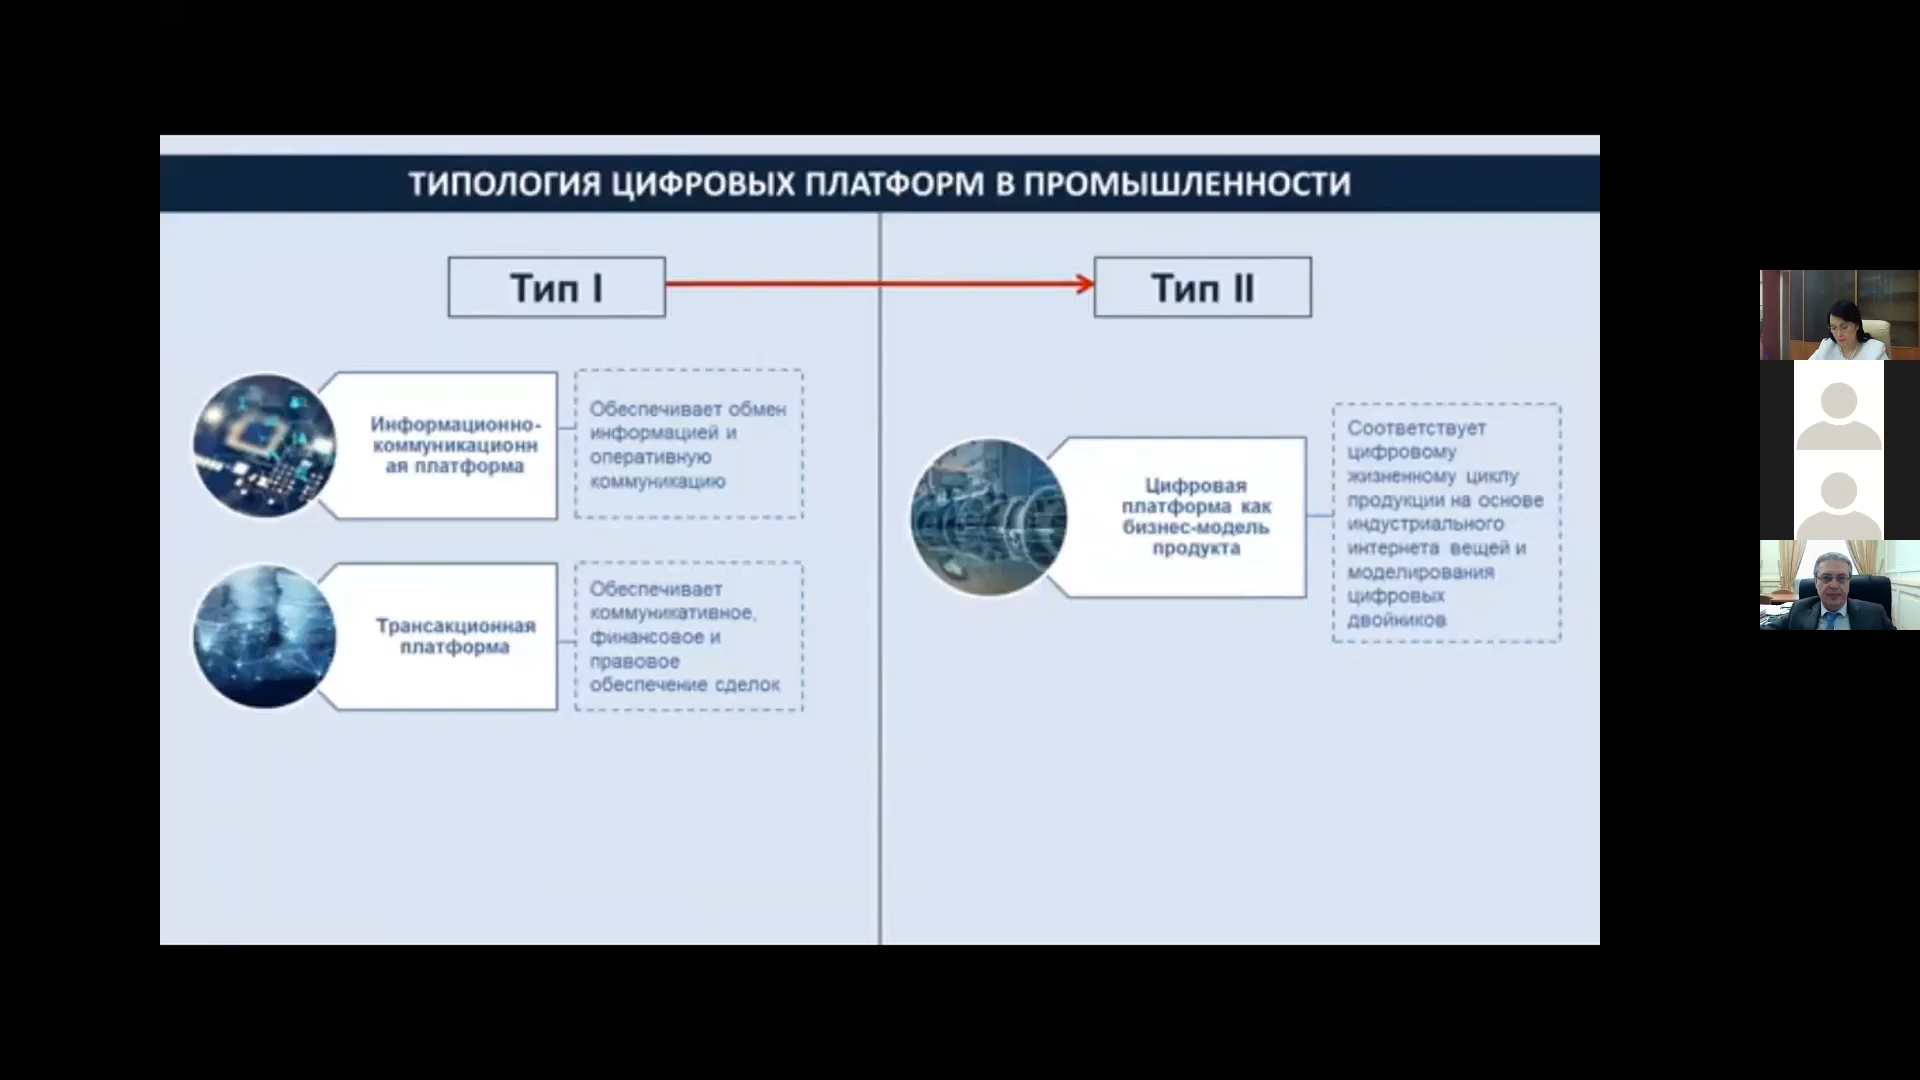 ТИПОЛОГИЯ ЦИФРОВЫХ ПЛАТФОРМ В ПРОМЫШЛЕННОСТИ
Тип I
Информационно-
коммуникационн
ая платформа
Обеспечивает обмен
информацией и
оперативную
коммуникацию
Трансакционная
платформа
Обеспечивает
коммуникативное,
финансовое и
правовое
обеспечение сделок
Тип II
Цифровая
платформа как
бизнес-модель
продукта
Соответствует
цифровому
жизненному циклу
продукции на основе
индустриального
интернета вещей и
моделирования
цифровых
двойников